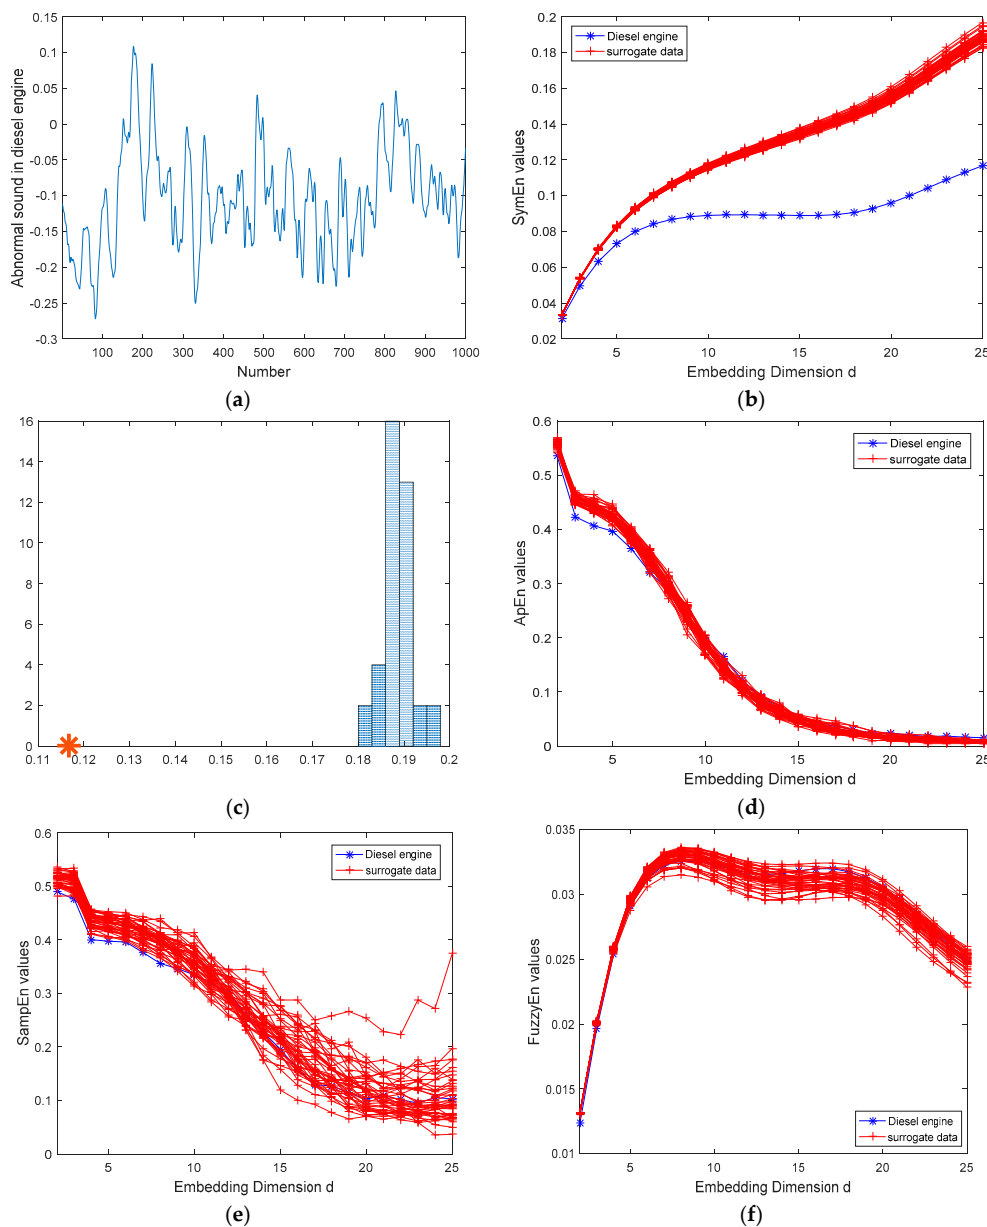 0.15
0.1
0.05
0
-0.05
-0.1
-0.15
-0.2
-0.25
-0.3
Abnormal sound in diesel engine
100 200 300 400 500 600 700 800 900 1000
Number
(a)
0.2
0.18
0.16
0.14
0.12
0.1
0.08
0.06
0.04
0.02
SymEn values
Diesel engine
surrogate data
5 10 15 20 25
Embedding Dimension d
(b)
16
14
12
10
8
6
4
2
0
0.11 0.12 0.13 0.14 0.15 0.16 0.17 0.18 0.19 0.2
(c)
0.6
0.5
0.4
0.3
0.2
0.1
0
ApEn values
Diesel engine
surrogate data
5 10 15 20 25
Embedding Dimension d
(d)
0.6
0.5
0.4
0.3
0.2
0.1
0
SampEn values
Diesel engine
surrogate data
5 10 15 20 25
Embedding Dimension d
(e)
0.035
0.03
0.025
0.02
0.015
0.01
FuzzyEn values
Diesel engine
surrogate data
5 10 15 20 25
Embedding Dimension d
(f)